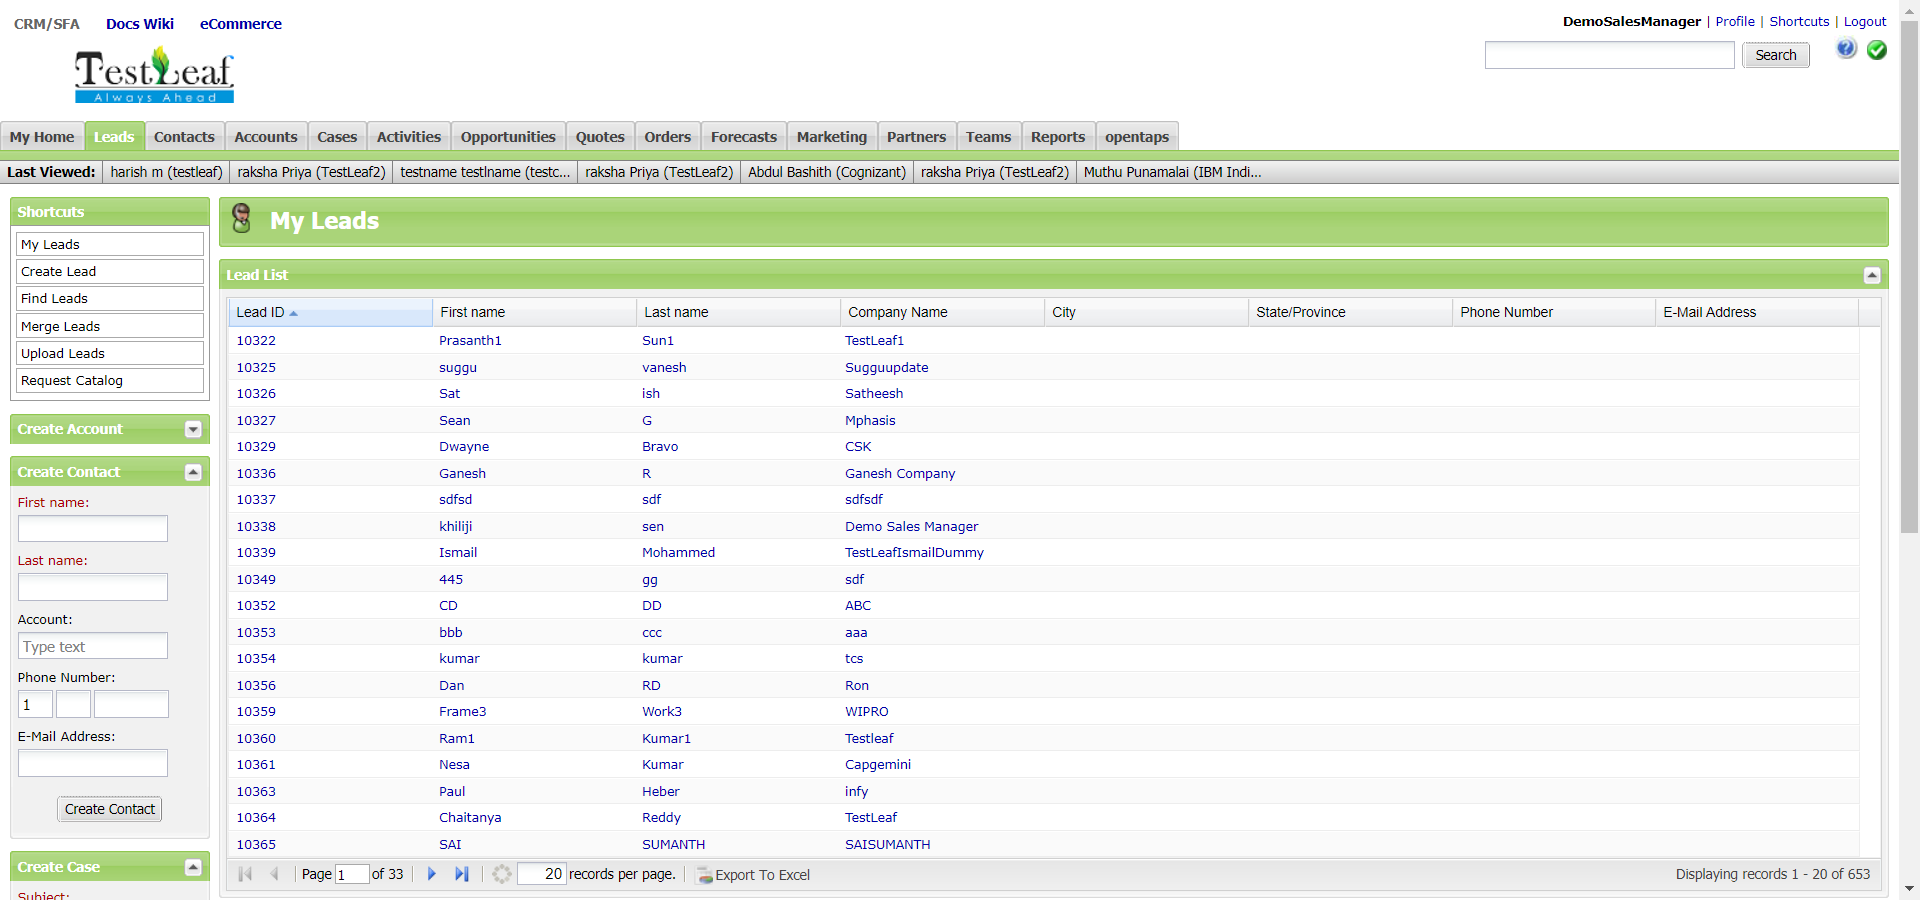 CRM/SFA Docs Wiki eCommerce
DemoSalesManager | Profile | Shortcuts | Logout
Search
TestLeaf
Always Ahead
My Home Leads Contacts Accounts Cases Activities Opportunities Quotes Orders Forecasts Marketing Partners Teams Reports opentaps
Last Viewed: harish m (testleaf) raksha Priya (TestLeaf2) testname testlname (testc... raksha Priya (TestLeaf2) Abdul Bashith (Cognizant) raksha Priya (TestLeaf2) Muthu Punamalai (IBM Indi...
Shortcuts
My Leads
Create Lead
Find Leads
Merge Leads
Upload Leads
Request Catalog
Create Account
Create Contact
First name:
Last name:
Account:
Type text
Phone Number:
1
E-Mail Address:
Create Contact
Create Case
Subject:
My Leads
Lead List
Lead ID First name Last name Company Name City State/Province Phone Number E-Mail Address
10322 Prasanth1 Sun1 TestLeaf1
10325 suggu vanesh Sugguupdate
10326 Sat ish Satheesh
10327 Sean G Mphasis
10329 Dwayne Bravo CSK
10336 Ganesh R Ganesh Company
10337 sdfsd sdf sdfsdf
10338 khiliji sen Demo Sales Manager
10339 Ismail Mohammed TestLeafIsmailDummy
10349 445 gg sdf
10352 CD DD ABC
10353 bbb ccc aaa
10354 kumar kumar tcs
10356 Dan RD Ron
10359 Frame3 Work3 WIPRO
10360 Ram1 Kumar1 Testleaf
10361 Nesa Kumar Capgemini
10363 Paul Heber infy
10364 Chaitanya Reddy TestLeaf
10365 SAI SUMANTH SAISUMANTH
Page 1 of 33 20 records per page. Export To Excel Displaying records 1 - 20 of 653